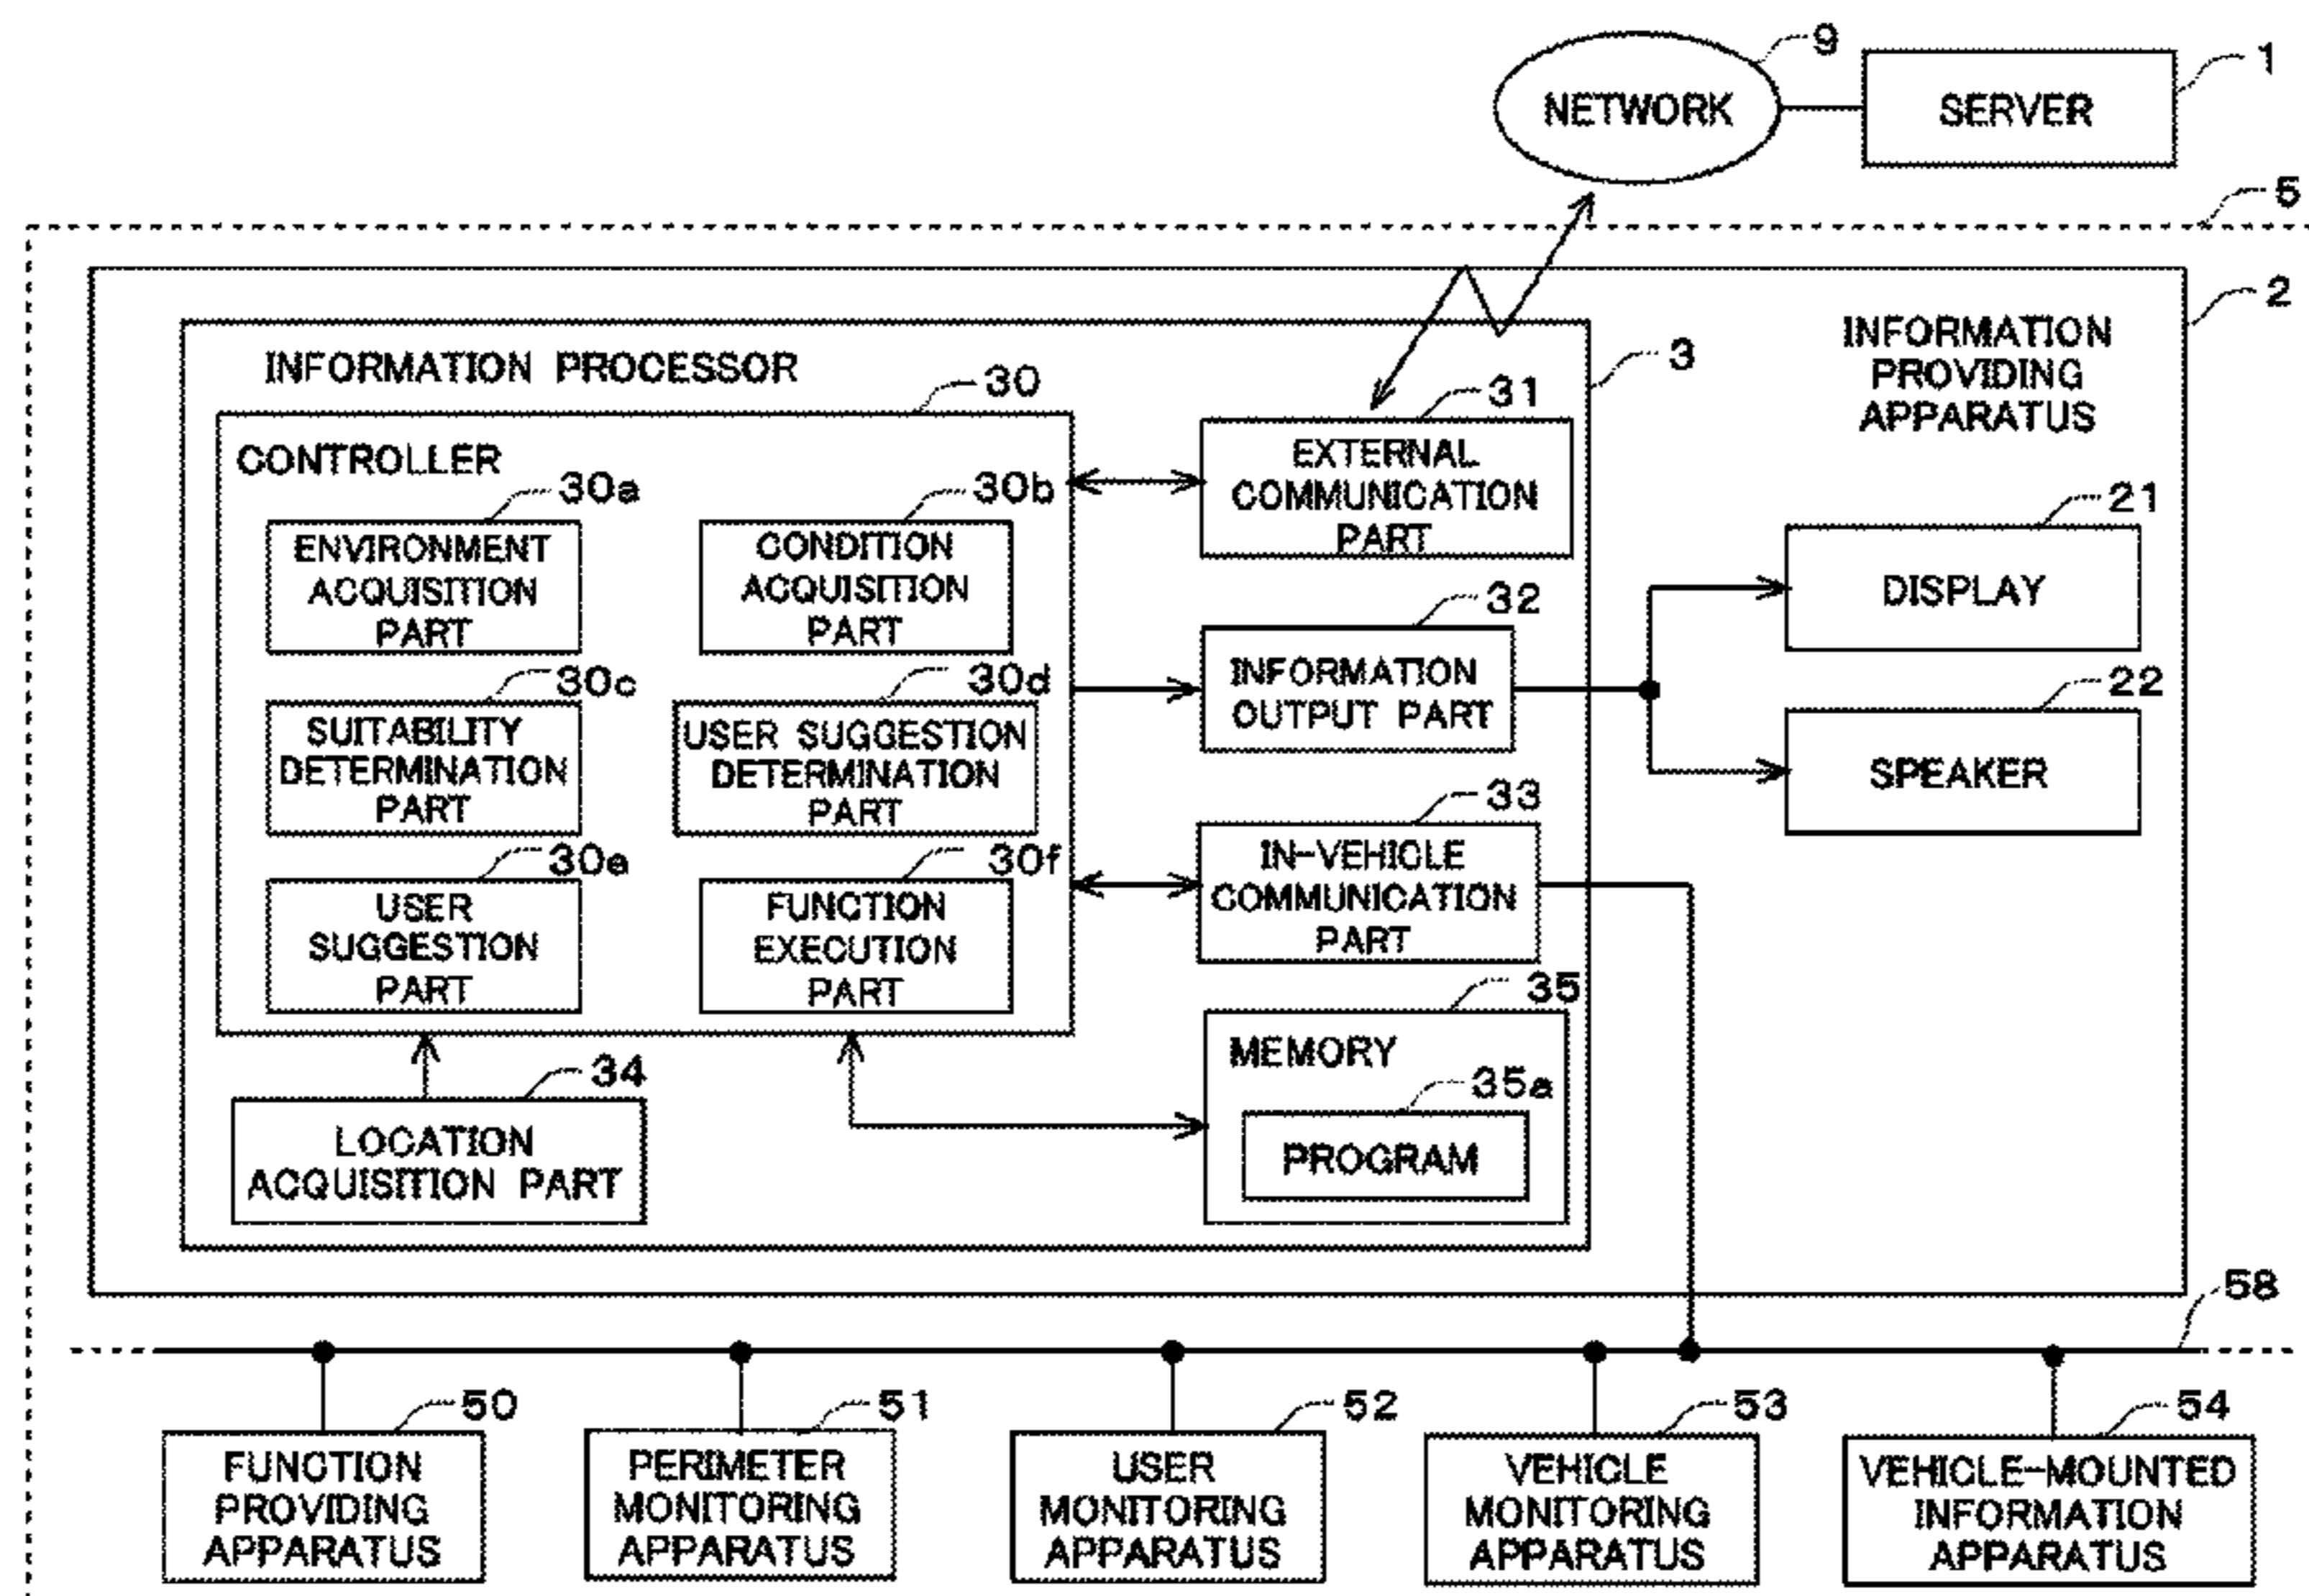 9
1
NETWORK
SERVER
5
2
INFORMATION
PROVIDING
APPARATUS
3
INFORMATION PROCESSOR
30
CONTROLLER
30a
ENVIRONMENT
ACQUISITION
PART
30b
CONDITION
ACQUISITION
PART
30c
SUITABILITY
DETERMINATION
PART
30d
USER SUGGESTION
DETERMINATION
PART
30e
USER
SUGGESTION
PART
30f
FUNCTION
EXECUTION
PART
31
EXTERNAL
COMMUNICATION
PART
32
INFORMATION
OUTPUT PART
33
IN-VEHICLE
COMMUNICATION
PART
21
DISPLAY
22
SPEAKER
34
LOCATION
ACQUISITION PART
35
MEMORY
35a
PROGRAM
58
50
FUNCTION
PROVIDING
APPARATUS
51
PERIMETER
MONITORING
APPARATUS
52
USER
MONITORING
APPARATUS
53
VEHICLE
MONITORING
APPARATUS
54
VEHICLE-MOUNTED
INFORMATION
APPARATUS